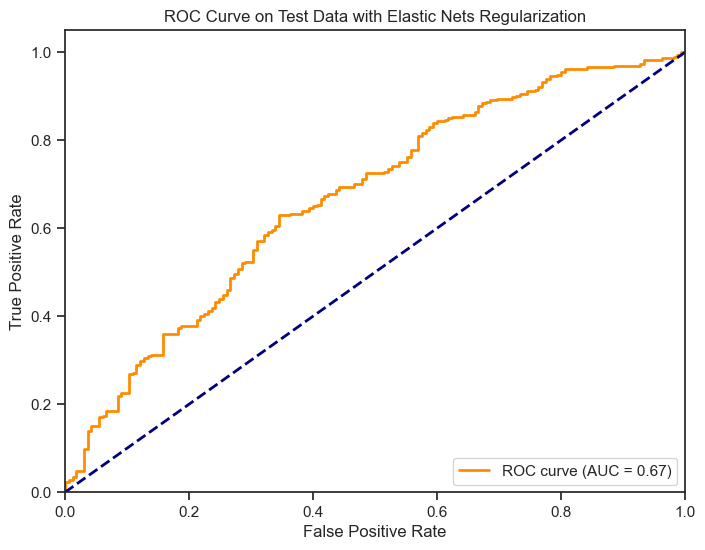 ROC Curve on Test Data with Elastic Nets Regularization
True Positive Rate
1.0
0.8
0.6
0.4
0.2
0.0
ROC curve (AUC = 0.67)
0.0 0.2 0.4 0.6 0.8 1.0
False Positive Rate